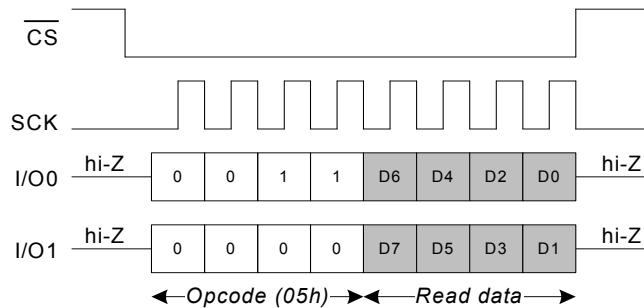 CS
SCK
I/O0 hi-Z 0 0 1 1 D6 D4 D2 D0 hi-Z
I/O1 hi-Z 0 0 0 0 D7 D5 D3 D1 hi-Z
Opcode (05h) Read data